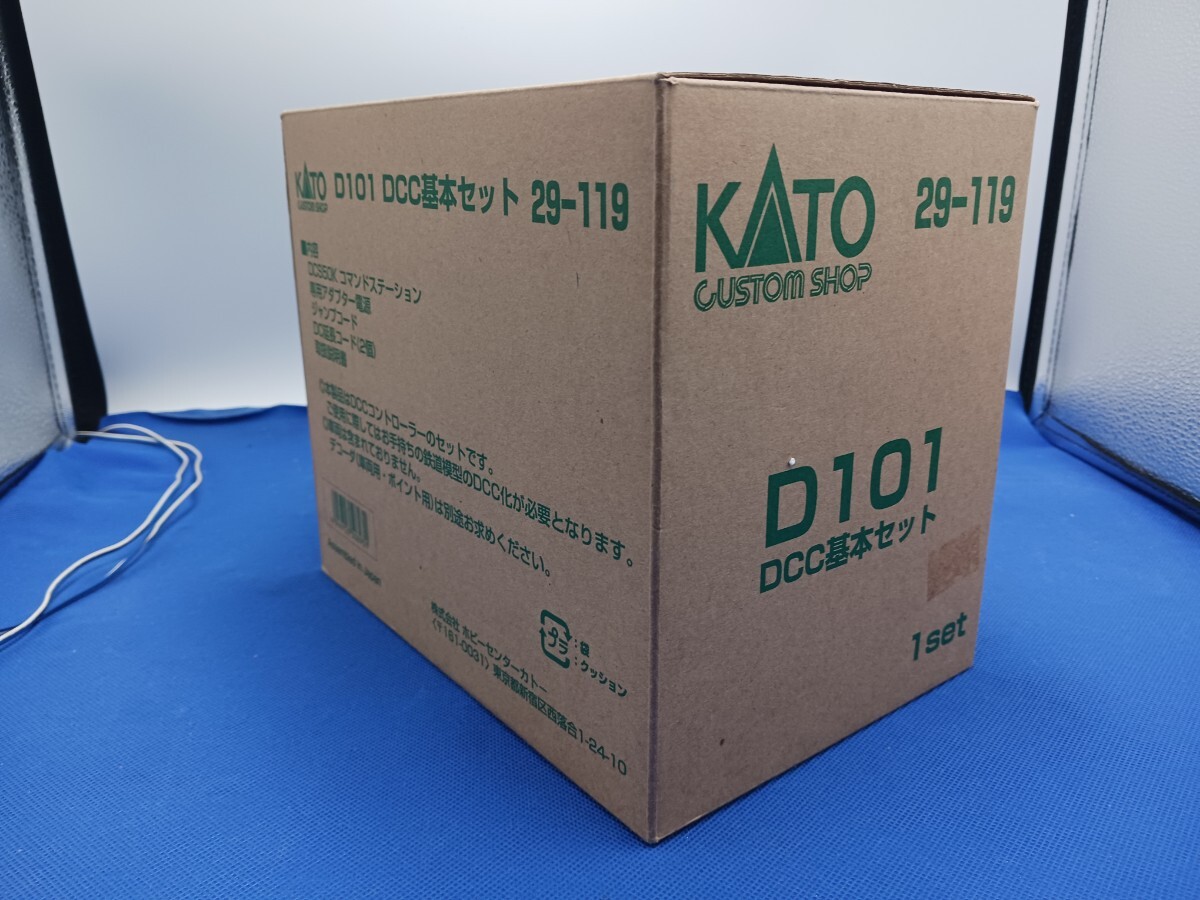 KATO D101 DCC基本セット 29-119
CUSTOM SHOP
■内容
DCS50K コマンドステーション
専用アダプター電源
ジャンプコード
DC延長コード(2個)
取扱説明書
◎本製品はDCCコントローラーのセットです。
で使用に際してはお手持ちの鉄道模型のDCC化が必要となります。
◎車両は含まれておりません。
デコーダ(車両用・ポイント用)は別途お求めください。
Assembled in Japan
プラ
:袋
:クッション
株式会社 ホビーセンターカトー
(〒161-0031) 東京都新宿区西落合1-24-10
KATO 29-119
CUSTOM SHOP
D101
DCC基本セット
1set